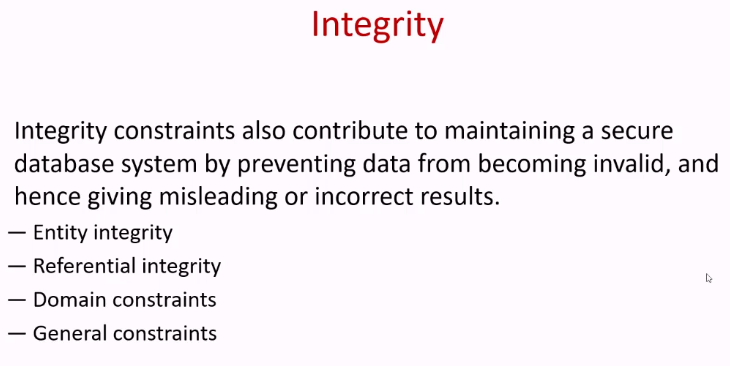 Integrity
Integrity constraints also contribute to maintaining a secure
database system by preventing data from becoming invalid, and
hence giving misleading or incorrect results.
— Entity integrity
— Referential integrity
— Domain constraints
— General constraints